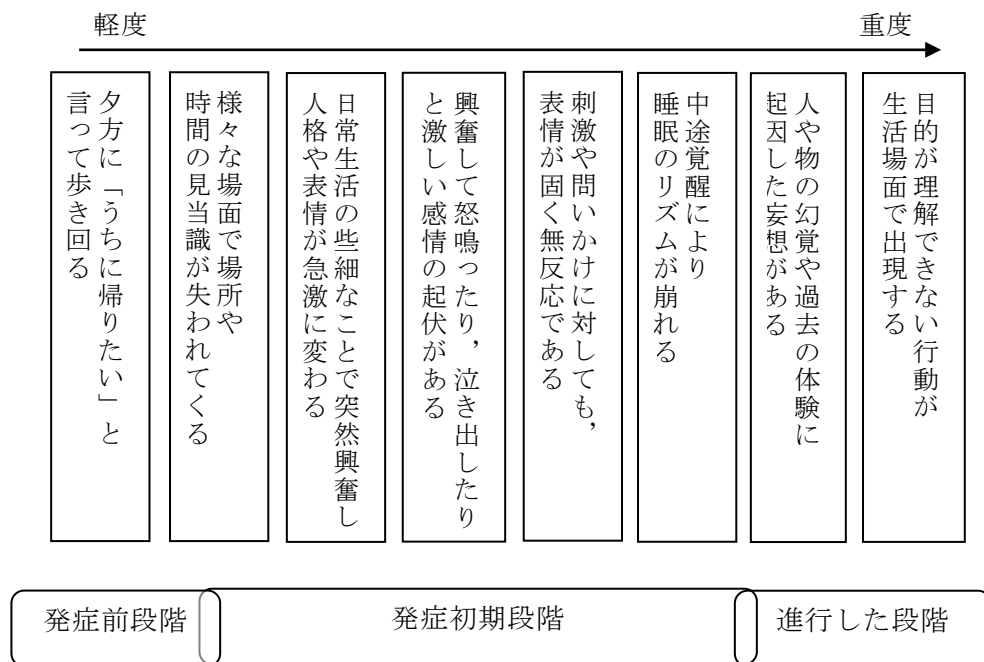 軽度
重度
夕方に「うちに帰りたい」と
言って歩き回る
様々な場面で場所や
時間の見当識が失われてくる
日常生活の些細なことで突然興奮し
人格や表情が急激に変わる
興奮して怒鳴ったり，泣き出したり
と激しい感情の起伏がある
刺激や問いかけに対しても，
表情が固く無反応である
中途覚醒により
睡眠のリズムが崩れる
人や物の幻覚や過去の体験に
起因した妄想がある
目的が理解できない行動が
生活場面で出現する
発症前段階
発症初期段階
進行した段階